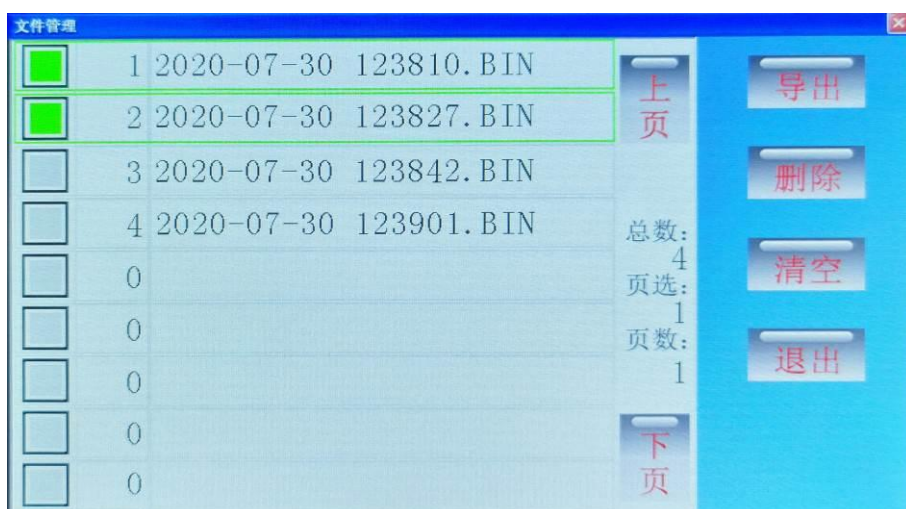 文件管理
1 2020-07-30 123810.BIN
2 2020-07-30 123827.BIN
3 2020-07-30 123842.BIN
4 2020-07-30 123901.BIN
0
0
0
0
0
上页
总数:
4
页选:
1
页数:
1
下页
导出
删除
清空
退出